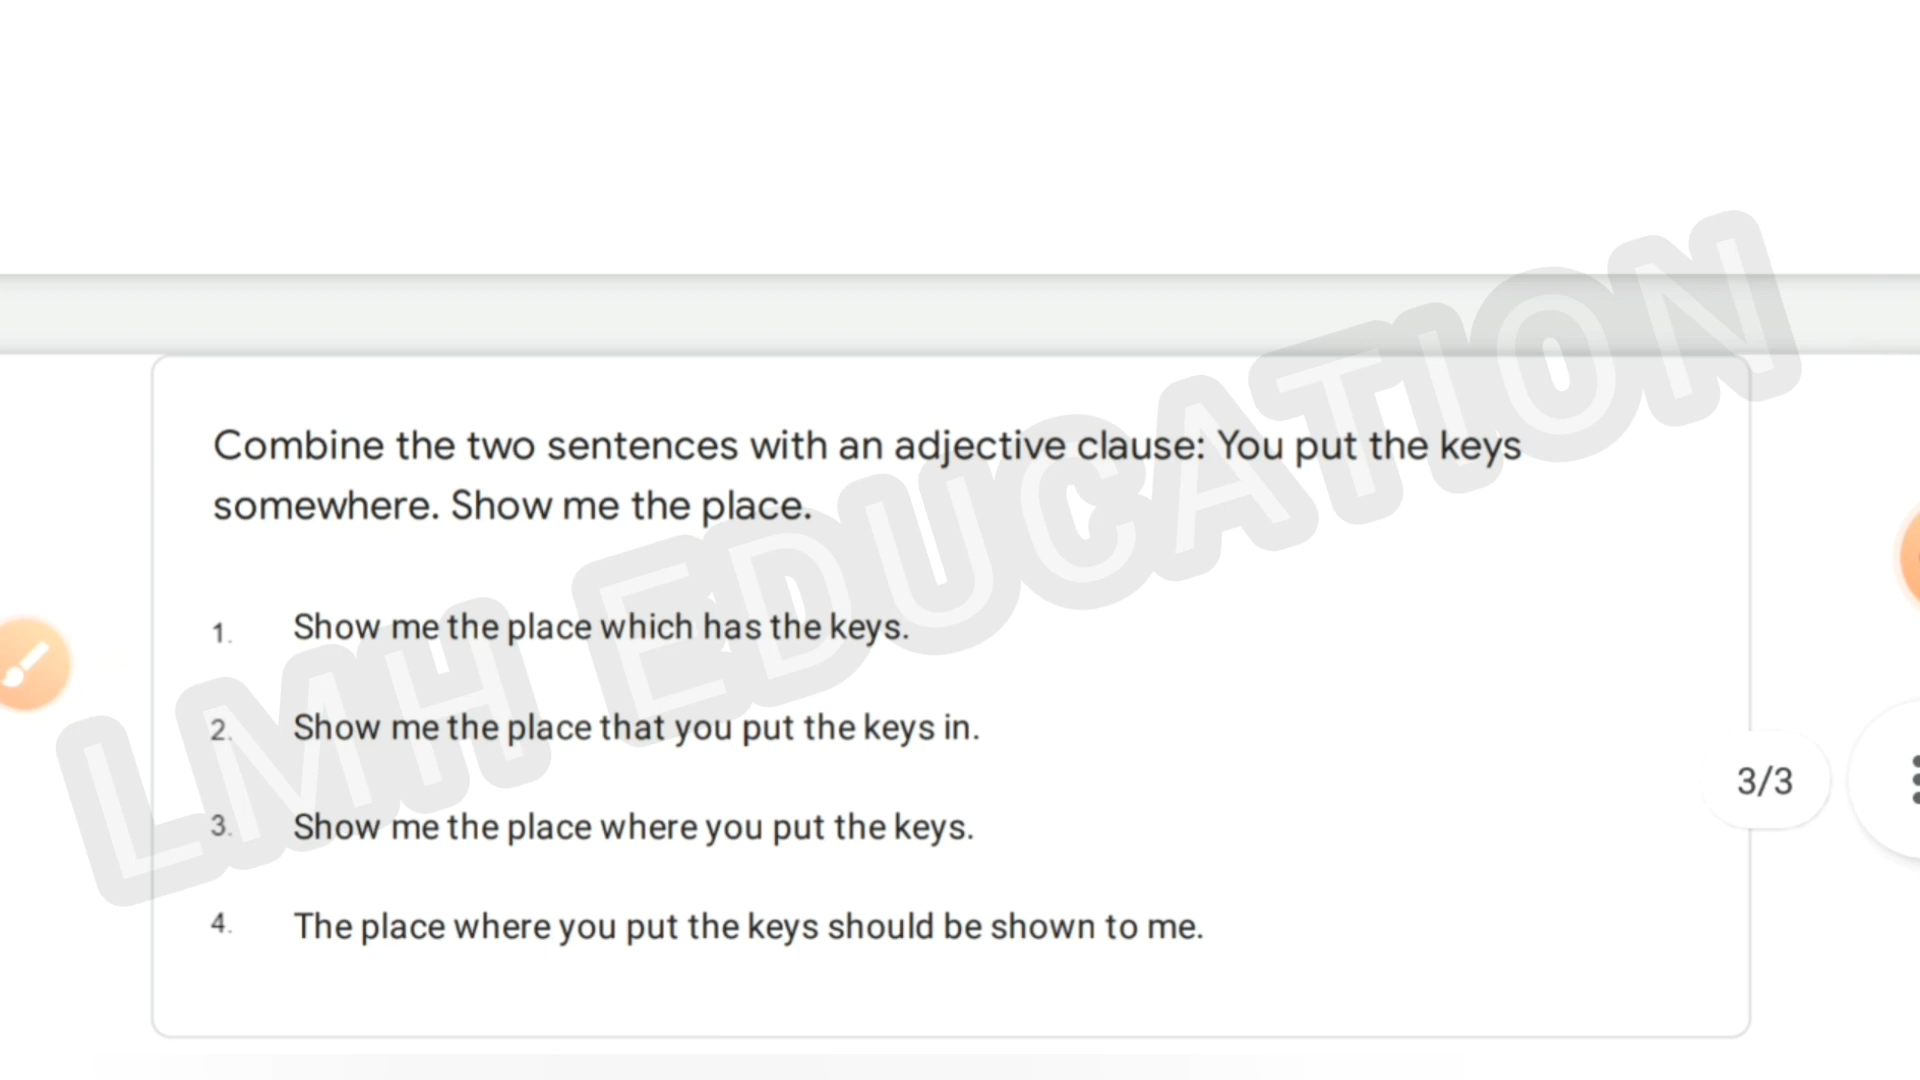 Combine the two sentences with an adjective clause: You put the keys
somewhere. Show me the place.
1. Show me the place which has the keys.
2. Show me the place that you put the keys in.
3. Show me the place where you put the keys.
3/3
4. The place where you put the keys should be shown to me.
LMH EDUCATION